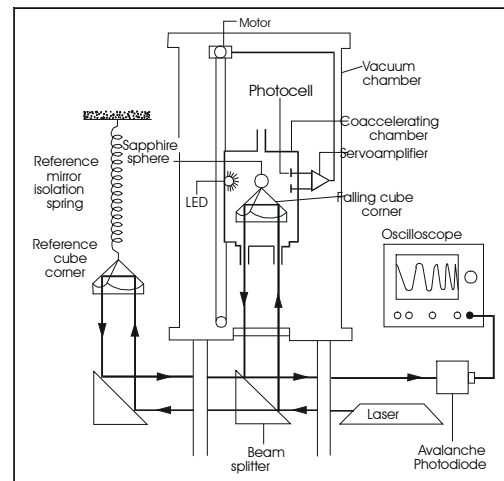 Motor
Vacuum
chamber
Photocell
Coaccelerating
chamber
Sapphire
sphere
Servoamplifier
Reference
mirror
isolation
spring
LED
Falling cube
corner
Reference
cube
corner
Oscilloscope
Laser
Beam
splitter
Avalanche
Photodiode